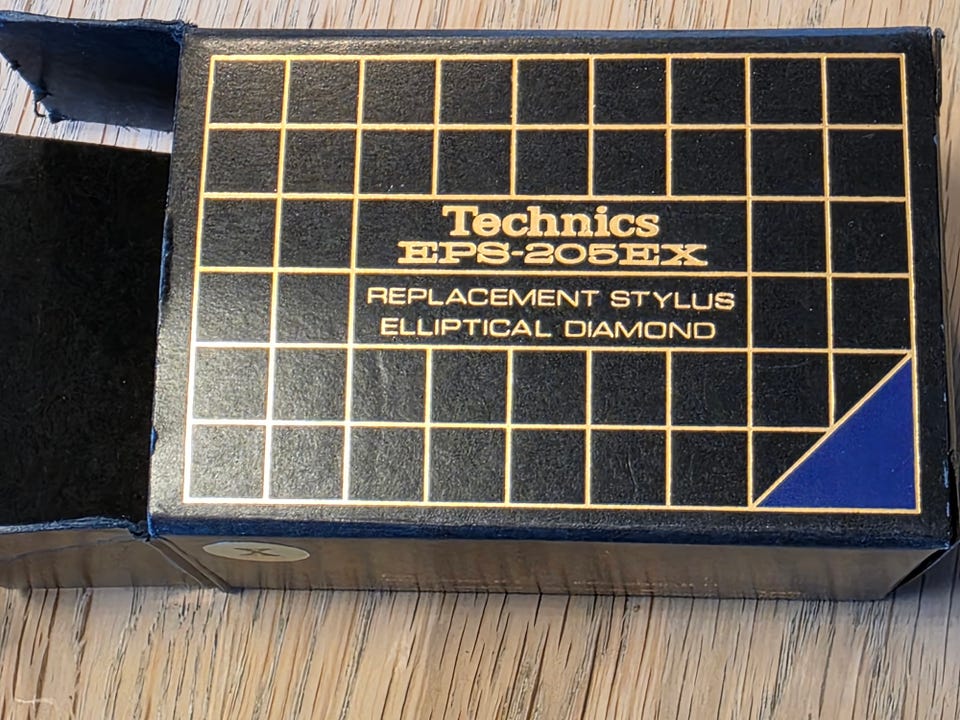 Technics
EPS-205EX
REPLACEMENT STYLUS
ELLIPTICAL DIAMOND
X